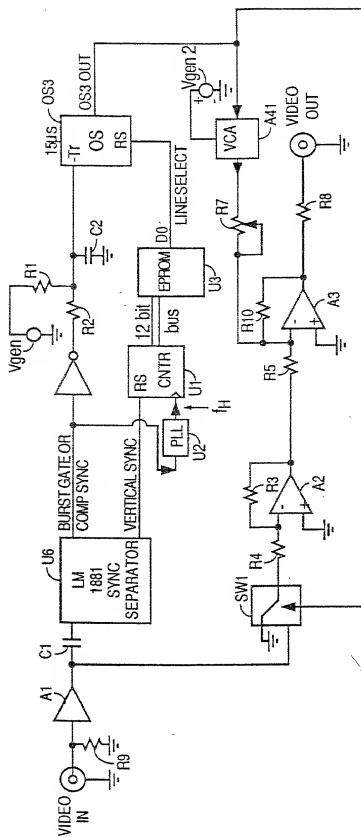 VIDEO IN
R9
A1
C1
U6
LM
1881
SYNC
SEPARATOR
BURST GATE OR
COMP SYNC
VERTICAL SYNC
Vgen
R1
R2
C2
RS
CNTR
U1
PLL
U2
fH
12 bit
bus
EPROM
D0
U3
LINESELECT
15µs
OS3
-Tr
OS
RS
OS3 OUT
Vgen 2
+
-
VCA
A41
R7
SW1
R4
R3
-
+
A2
R5
R10
-
+
A3
R8
VIDEO
OUT